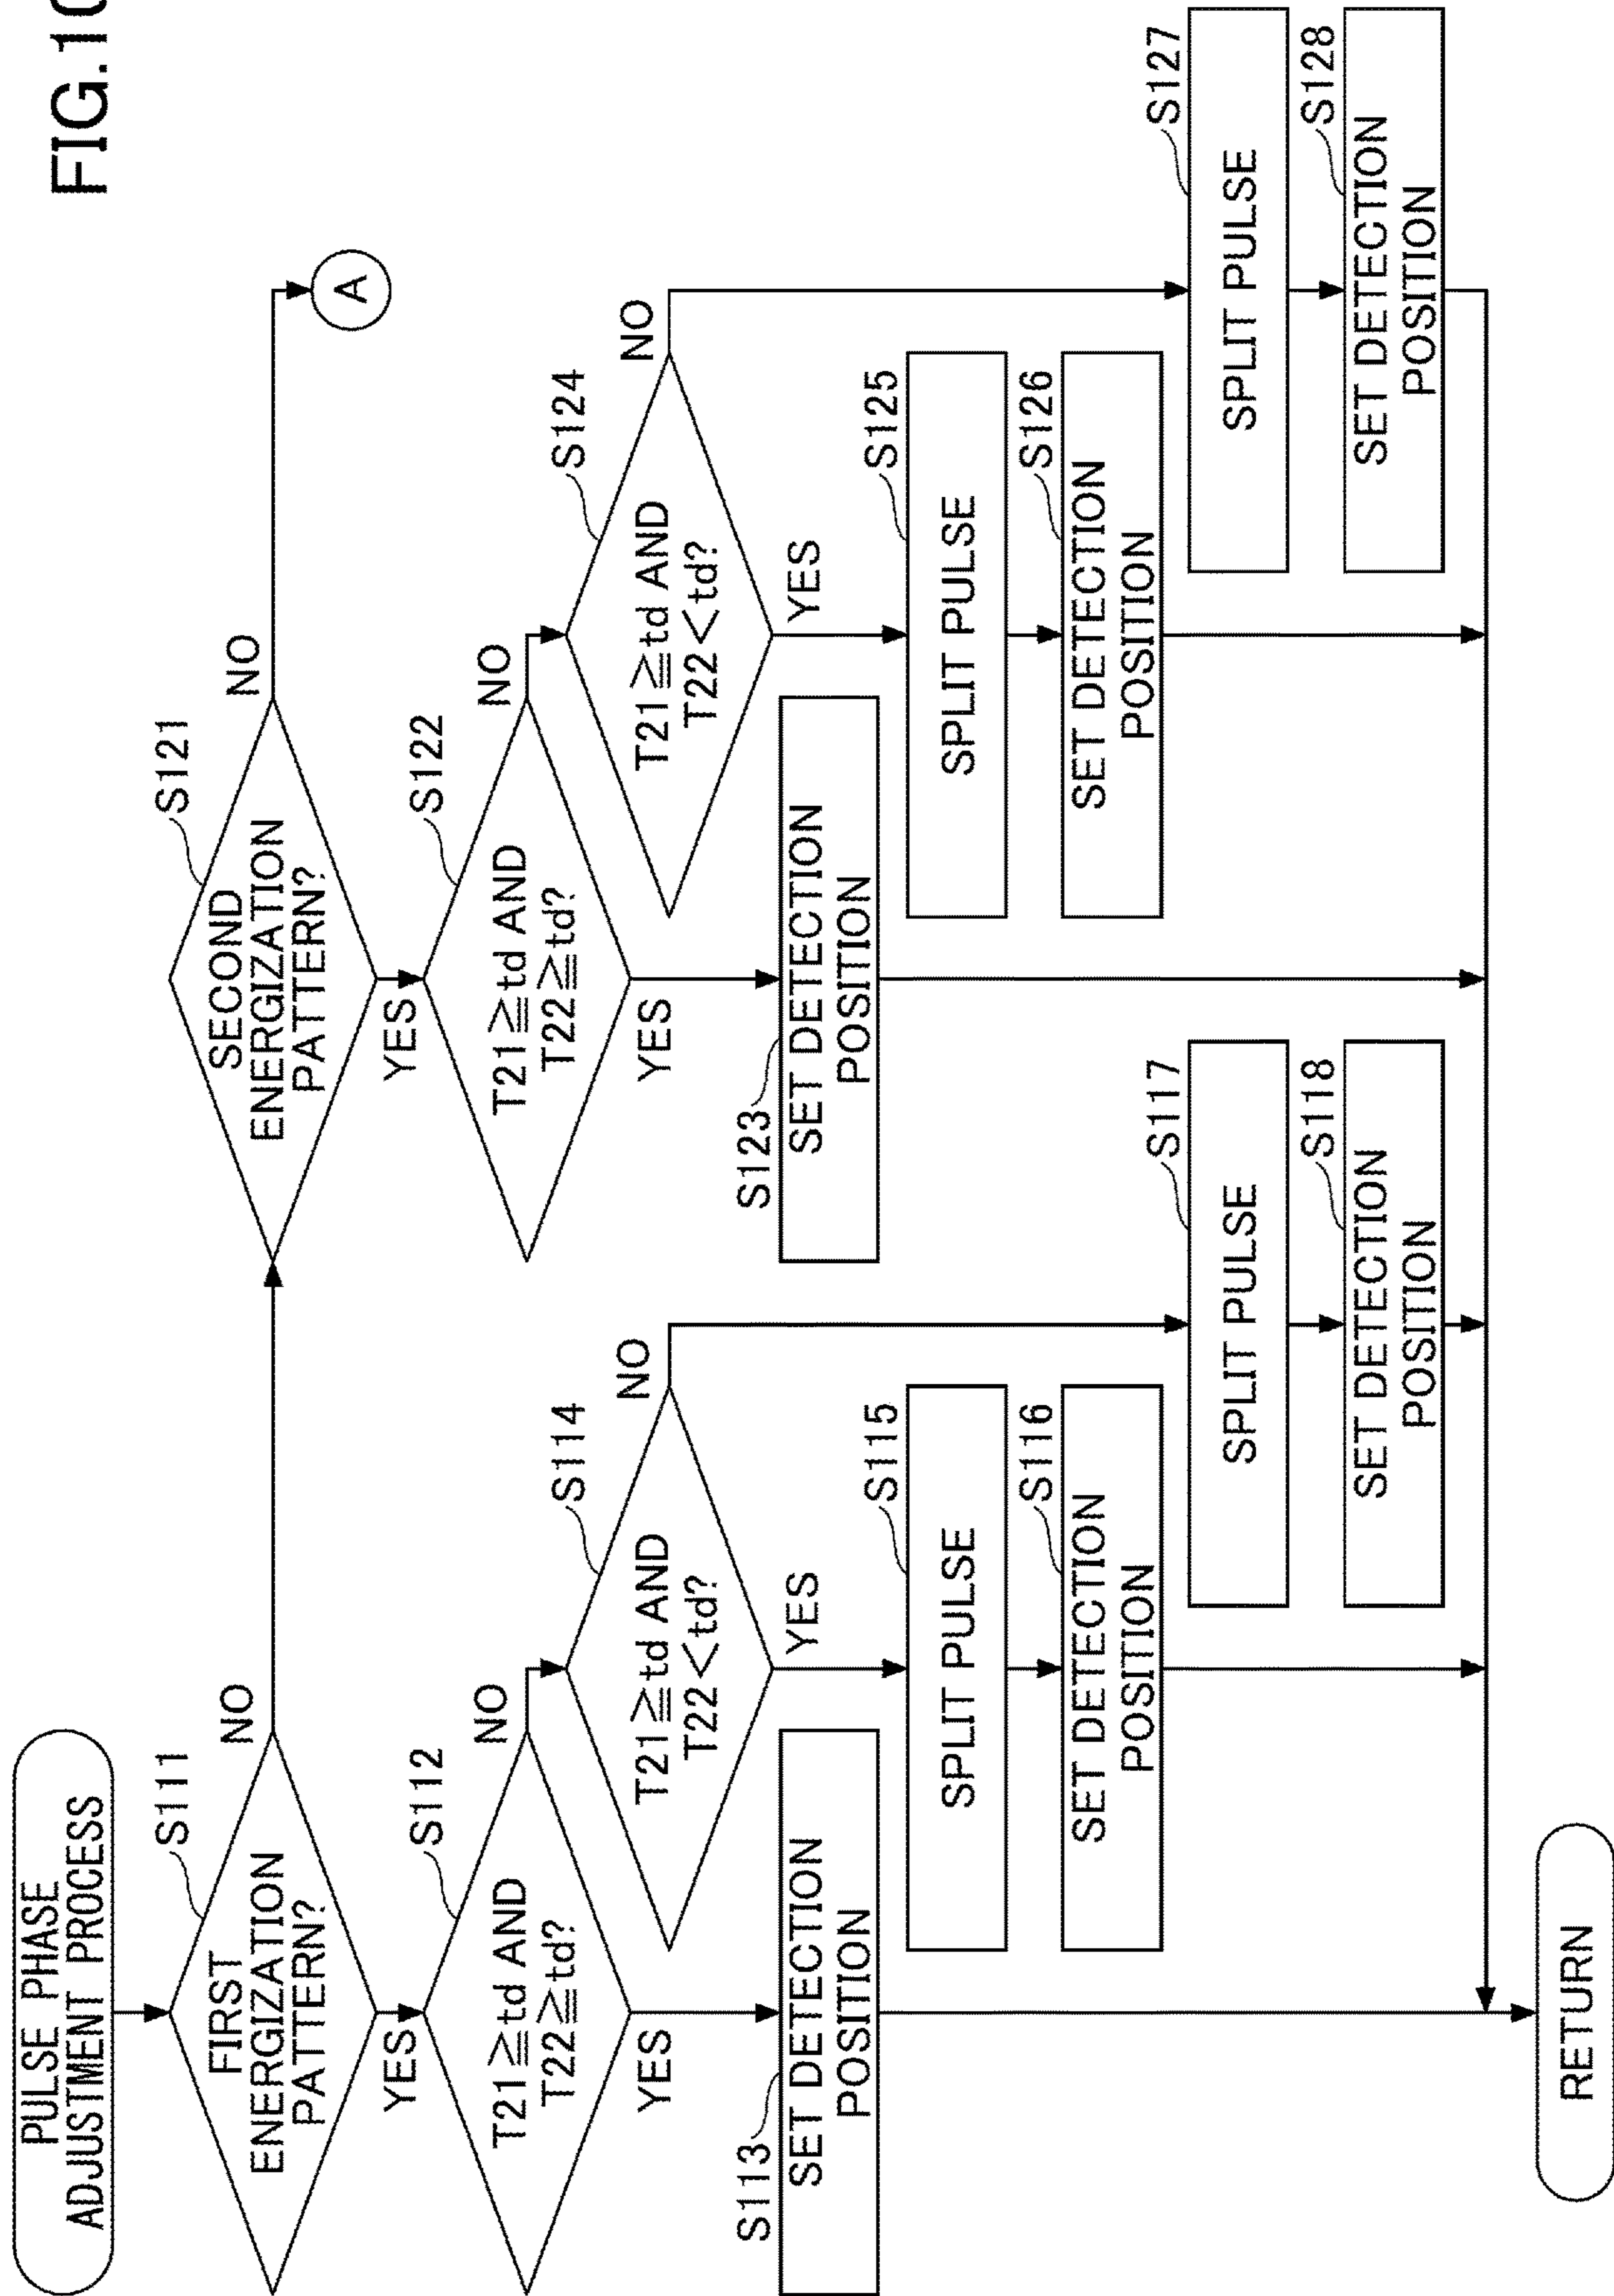 FIG.10
PULSE PHASE
ADJUSTMENT PROCESS
S111
FIRST
ENERGIZATION
PATTERN?
NO
YES
S112
T21≧td AND
T22≧td?
NO
YES
S113
SET DETECTION
POSITION
S114
T21≧td AND
T22<td?
NO
YES
S115
SPLIT PULSE
S116
SET DETECTION
POSITION
S117
SPLIT PULSE
S118
SET DETECTION
POSITION
S121
SECOND
ENERGIZATION
PATTERN?
NO
A
YES
S122
T21≧td AND
T22≧td?
NO
YES
S123
SET DETECTION
POSITION
S124
T21≧td AND
T22<td?
NO
YES
S125
SPLIT PULSE
S126
SET DETECTION
POSITION
S127
SPLIT PULSE
S128
SET DETECTION
POSITION
RETURN